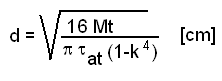 d = √(16 Mt / π τat (1-k⁴)) [cm]